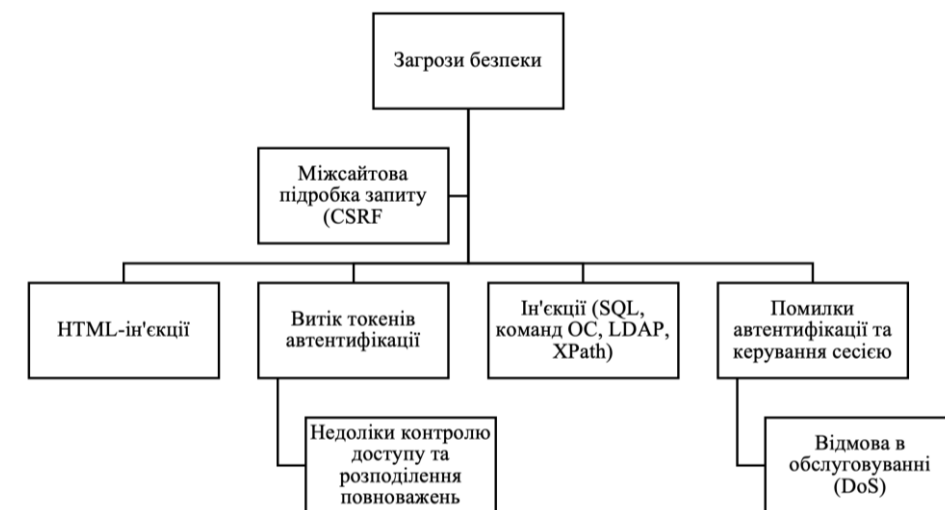 Загрози безпеки
Міжсайтова
підробка запиту
(CSRF
HTML-ін'єкції
Витік токенів
автентифікації
Ін'єкції (SQL,
команд ОС, LDAP,
XPath)
Помилки
автентифікації та
керування сесією
Недоліки контролю
доступу та
розподілення
повноважень
Відмова в
обслуговуванні
(DoS)